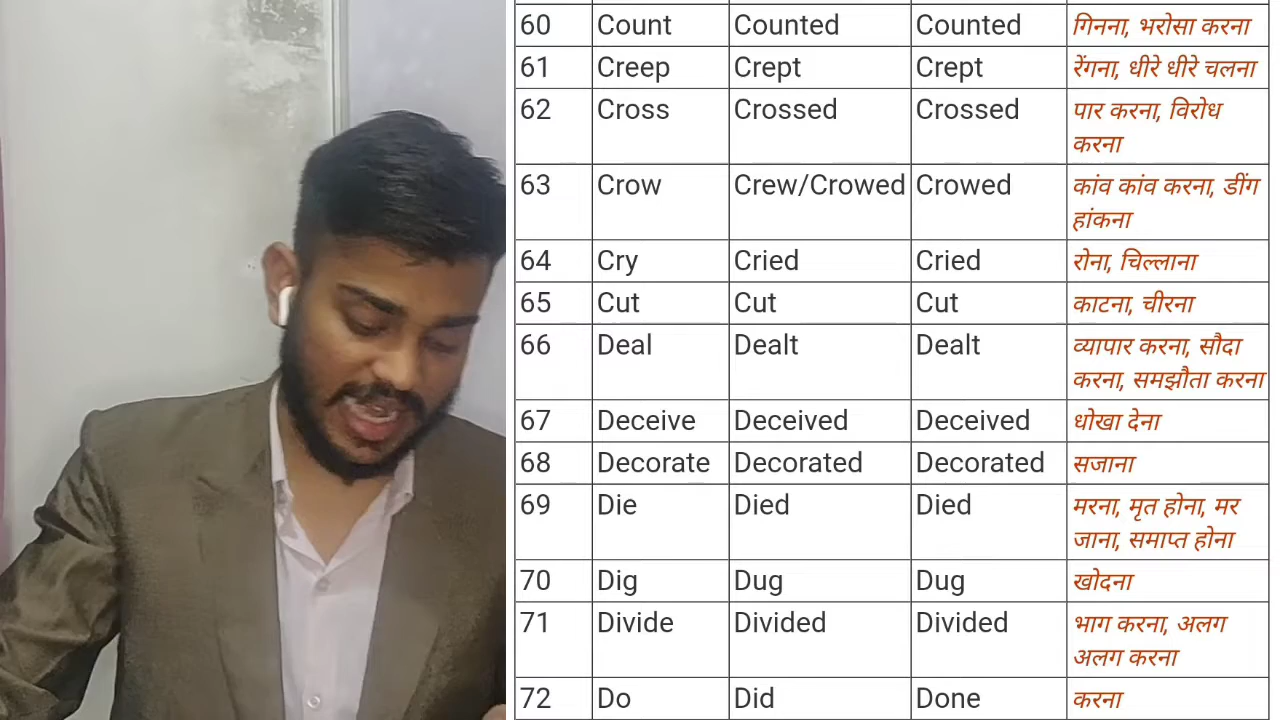 60 Count Counted Counted गिनना, भरोसा करना
61 Creep Crept Crept रेंगना, धीरे धीरे चलना
62 Cross Crossed Crossed पार करना, विरोध
करना
63 Crow Crew/Crowed Crowed कांव कांव करना, डींग
हांकना
64 Cry Cried Cried रोना, चिल्लाना
65 Cut Cut Cut काटना, चीरना
66 Deal Dealt Dealt व्यापार करना, सौदा
करना, समझौता करना
67 Deceive Deceived Deceived धोखा देना
68 Decorate Decorated Decorated सजाना
69 Die Died Died मरना, मृत होना, मर
जाना, समाप्त होना
70 Dig Dug Dug खोदना
71 Divide Divided Divided भाग करना, अलग
अलग करना
72 Do Did Done करना